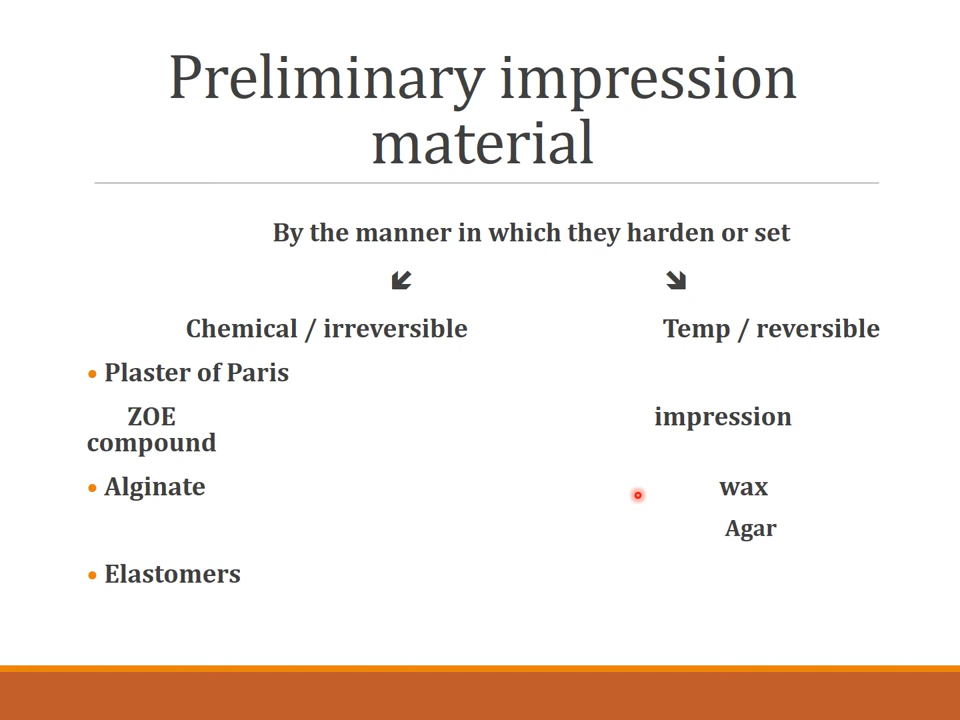 Preliminary impression
material
By the manner in which they harden or set
Chemical / irreversible Temp / reversible
• Plaster of Paris
ZOE impression
compound
• Alginate wax
Agar
• Elastomers